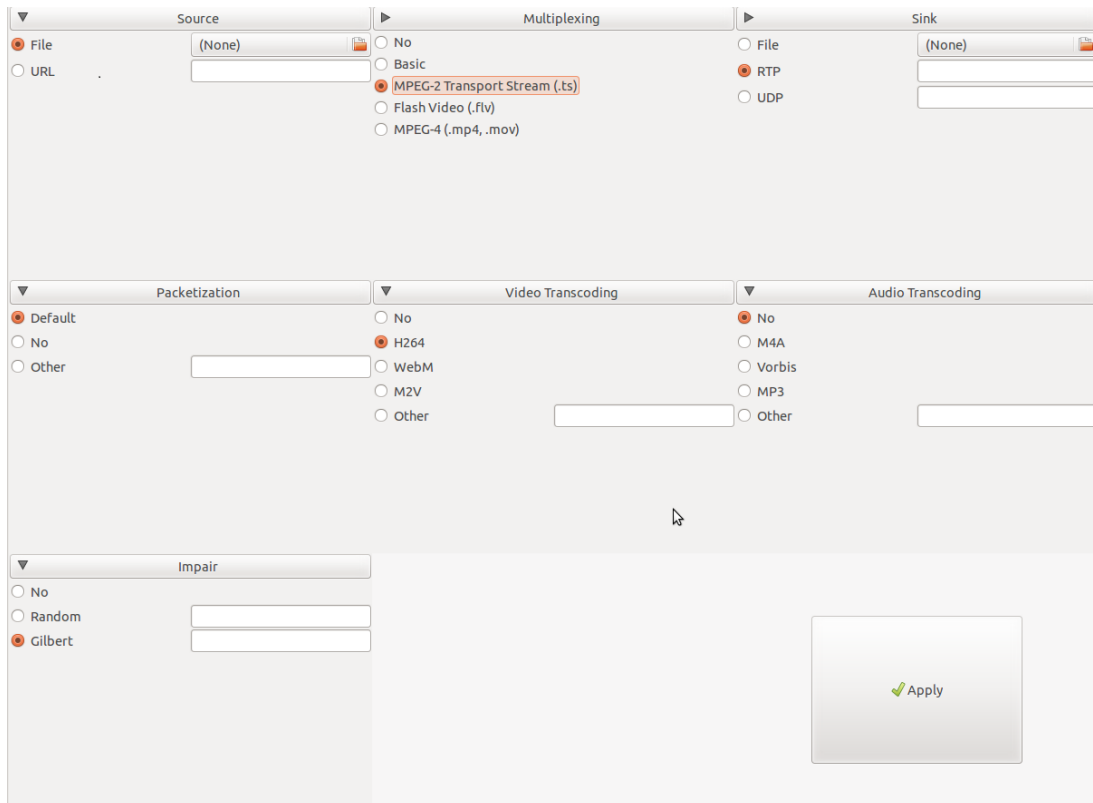 Source
File
(None)
URL
Multiplexing
No
Basic
MPEG-2 Transport Stream (.ts)
Flash Video (.flv)
MPEG-4 (.mp4, .mov)
Sink
File
(None)
RTP
UDP
Packetization
Default
No
Other
Video Transcoding
No
H264
WebM
M2V
Other
Audio Transcoding
No
M4A
Vorbis
MP3
Other
Impair
No
Random
Gilbert
Apply